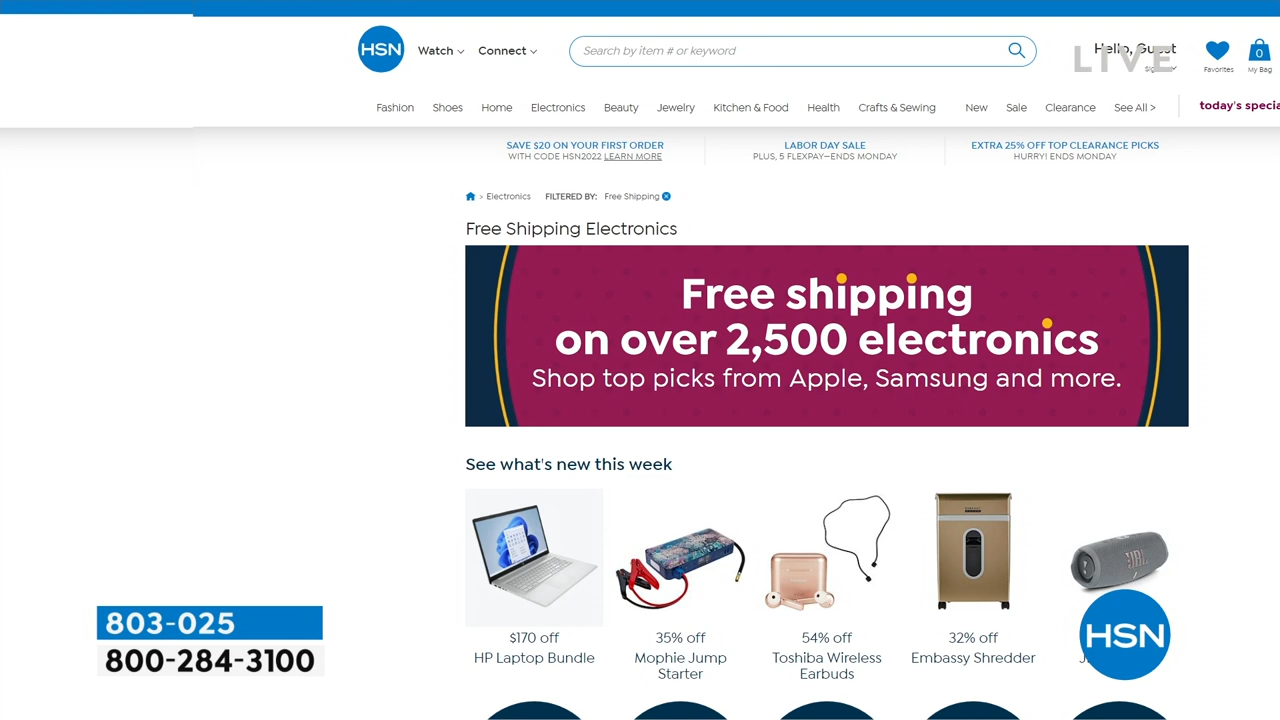 HSN
Watch
Connect
Search by item # or keyword
Hello, Guest
LIVE
Favorites
0
My Bag
Fashion
Shoes
Home
Electronics
Beauty
Jewelry
Kitchen & Food
Health
Crafts & Sewing
New
Sale
Clearance
See All >
today's specia
SAVE $20 ON YOUR FIRST ORDER
WITH CODE HSN2022 LEARN MORE
LABOR DAY SALE
PLUS, 5 FLEXPAY—ENDS MONDAY
EXTRA 25% OFF TOP CLEARANCE PICKS
HURRY! ENDS MONDAY
> Electronics
FILTERED BY: Free Shipping
Free Shipping Electronics
Free shipping
on over 2,500 electronics
Shop top picks from Apple, Samsung and more.
See what's new this week
JBL
$170 off
HP Laptop Bundle
35% off
Mophie Jump
Starter
54% off
Toshiba Wireless
Earbuds
32% off
Embassy Shredder
HSN
803-025
800-284-3100